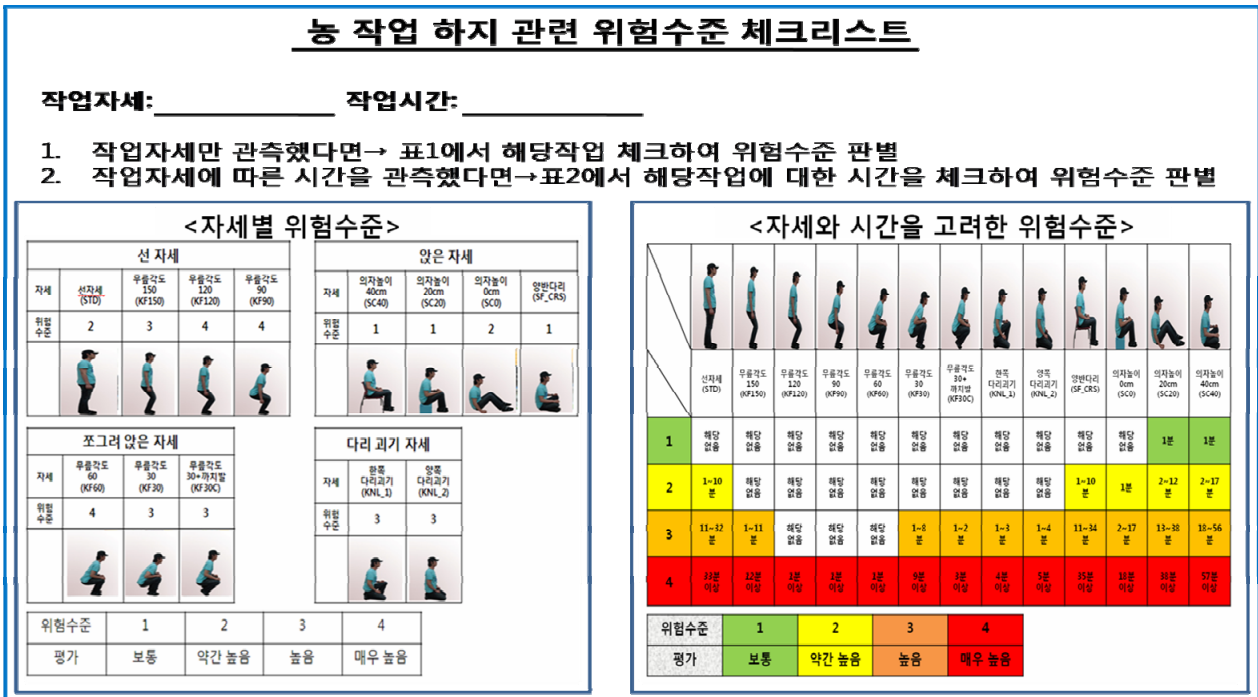 농 작업 하지 관련 위험수준 체크리스트
작업자세: 작업시간:
1. 작업자세만 관측했다면→ 표1에서 해당작업 체크하여 위험수준 판별
2. 작업자세에 따른 시간을 관측했다면→표2에서 해당작업에 대한 시간을 체크하여 위험수준 판별
<자세별 위험수준>
선 자세
자세 선자세 (STD) 무릎각도 150 (KF150) 무릎각도 120 (KF120) 무릎각도 90 (KF90)
위험 수준 2 3 4 4
앉은 자세
자세 의자높이 40cm (SC40) 의자높이 20cm (SC20) 의자높이 0cm (SC0) 양반다리 (SF_CRS)
위험 수준 1 1 2 1
쪼그려 앉은 자세
자세 무릎각도 60 (KF60) 무릎각도 30 (KF30) 무릎각도 30+까치발 (KF30C)
위험 수준 4 3 3
다리 괴기 자세
자세 한쪽 다리괴기 (KNL_1) 양쪽 다리괴기 (KNL_2)
위험 수준 3 3
위험수준 1 2 3 4
평가 보통 약간 높음 높음 매우 높음
<자세와 시간을 고려한 위험수준>
선자세 (STD) 무릎각도 150 (KF150) 무릎각도 120 (KF120) 무릎각도 90 (KF90) 무릎각도 60 (KF60) 무릎각도 30 (KF30) 무릎각도 30+ 까치발 (KF30C) 한쪽 다리괴기 (KNL_1) 양쪽 다리괴기 (KNL_2) 양반다리 (SF_CRS) 의자높이 0cm (SC0) 의자높이 20cm (SC20) 의자높이 40cm (SC40)
1 해당 없음 해당 없음 해당 없음 해당 없음 해당 없음 해당 없음 해당 없음 해당 없음 해당 없음 해당 없음 해당 없음 1분 1분
2 1~10 분 해당 없음 해당 없음 해당 없음 해당 없음 해당 없음 해당 없음 해당 없음 해당 없음 1~10 분 1분 2~12 분 2~17 분
3 11~32 분 1~11 분 해당 없음 해당 없음 해당 없음 1~8 분 1~2 분 1~3 분 1~4 분 11~34 분 2~17 분 13~38 분 18~56 분
4 33분 이상 12분 이상 1분 이상 1분 이상 1분 이상 9분 이상 3분 이상 4분 이상 5분 이상 35분 이상 18분 이상 38분 이상 57분 이상
위험수준 1 2 3 4
평가 보통 약간 높음 높음 매우 높음